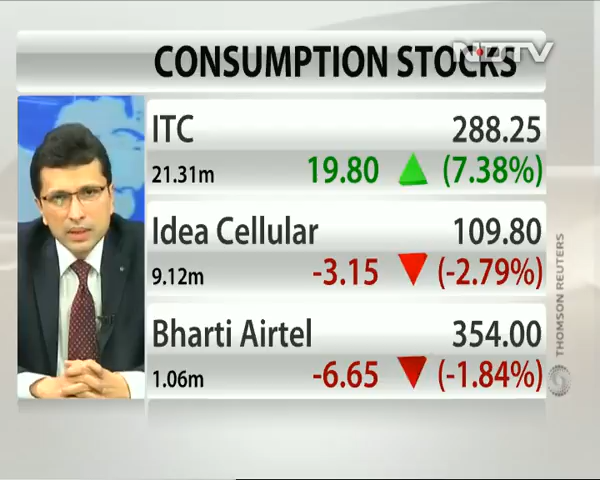 NDTV
CONSUMPTION STOCKS
ITC 288.25
21.31m 19.80 ▲ (7.38%)
Idea Cellular 109.80
9.12m -3.15 ▼ (-2.79%)
Bharti Airtel 354.00
1.06m -6.65 ▼ (-1.84%)
THOMSON REUTERS